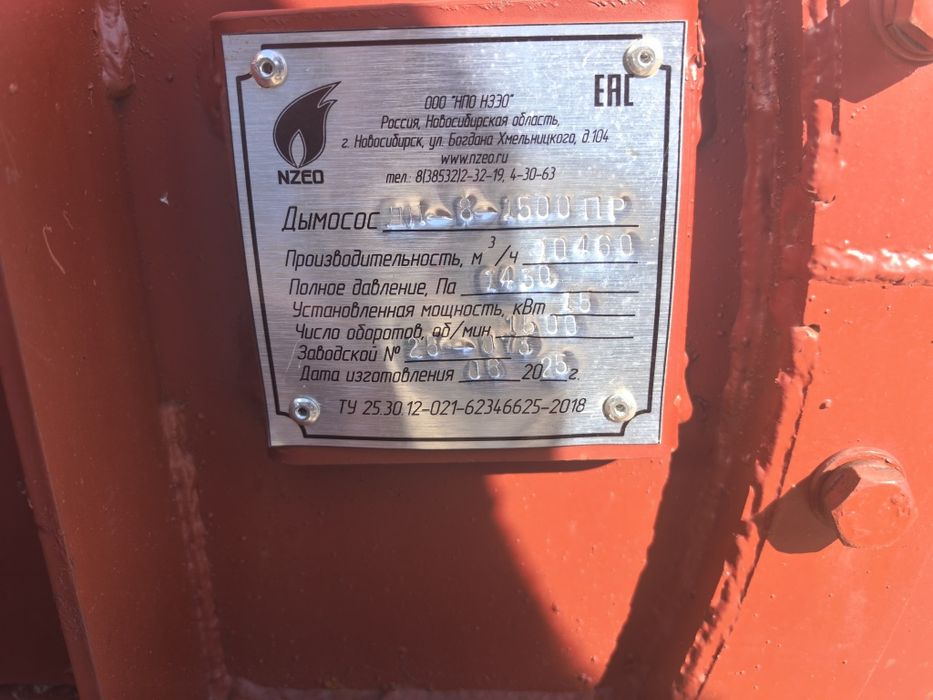 EAC
NZEO
ООО "НПО НЗЭО"
Россия, Новосибирская область,
г. Новосибирск, ул. Богдана Хмельницкого, д.104
www.nzeo.ru
тел.: 8(38532)2-32-19, 4-30-63
Дымосос -8-1500 ПР
Производительность, м³/ч 10460
Полное давление, Па 1430
Установленная мощность, кВт 15
Число оборотов, об/мин 1500
Заводской №
Дата изготовления 06 2025г.
ТУ 25.30.12-021-62346625-2018